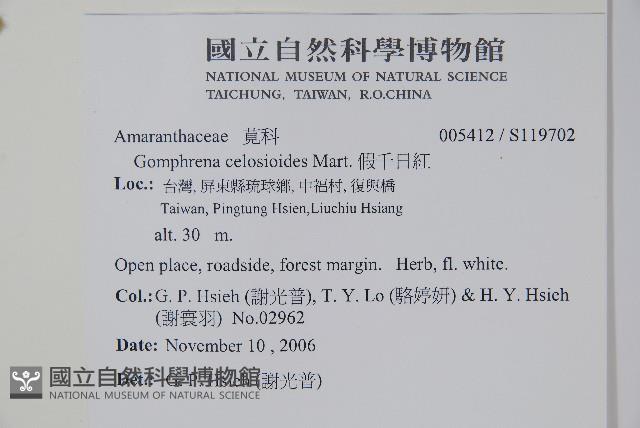 國立自然科學博物館
NATIONAL MUSEUM OF NATURAL SCIENCE
TAICHUNG, TAIWAN, R.O.CHINA
Amaranthaceae 莧科 005412 / S119702
Gomphrena celosioides Mart. 假千日紅
Loc.: 台灣, 屏東縣琉球鄉, 中福村, 復興橋
Taiwan, Pingtung Hsien,Liuchiu Hsiang
alt. 30 m.
Open place, roadside, forest margin. Herb, fl. white.
Col.:G. P. Hsieh (謝光普), T. Y. Lo (駱婷妍) & H. Y. Hsieh
(謝寰羽) No.02962
Date: November 10 , 2006
Det.: G. P. Hsieh (謝光普)
國立自然科學博物館
NATIONAL MUSEUM OF NATURAL SCIENCE